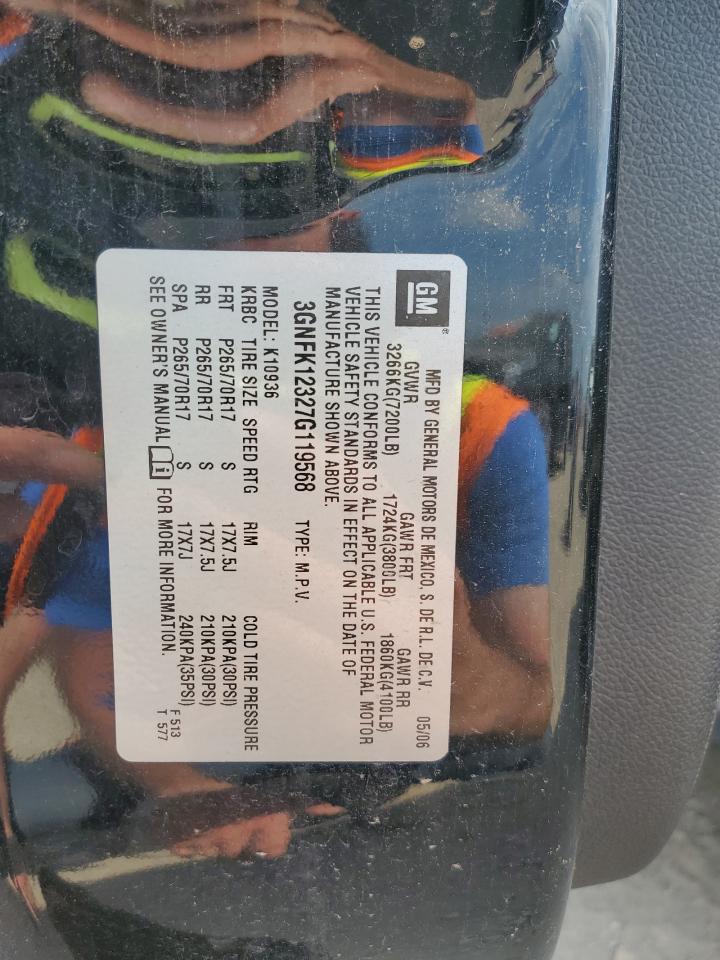 GM ®
MFD BY GENERAL MOTORS DE MEXICO, S. DE R.L. DE C.V. 05/06
GVWR GAWR FRT GAWR RR
3266KG(7200LB) 1724KG(3800LB) 1860KG(4100LB)
THIS VEHICLE CONFORMS TO ALL APPLICABLE U.S. FEDERAL MOTOR
VEHICLE SAFETY STANDARDS IN EFFECT ON THE DATE OF
MANUFACTURE SHOWN ABOVE.
3GNFK12327G119568 TYPE: M.P.V.
MODEL: K10936
KRBC TIRE SIZE SPEED RTG RIM COLD TIRE PRESSURE
FRT P265/70R17 S 17X7.5J 210KPA(30PSI)
RR P265/70R17 S 17X7.5J 210KPA(30PSI)
SPA P265/70R17 S 17X7J 240KPA(35PSI)
SEE OWNER'S MANUAL i FOR MORE INFORMATION.
F 513
T 577